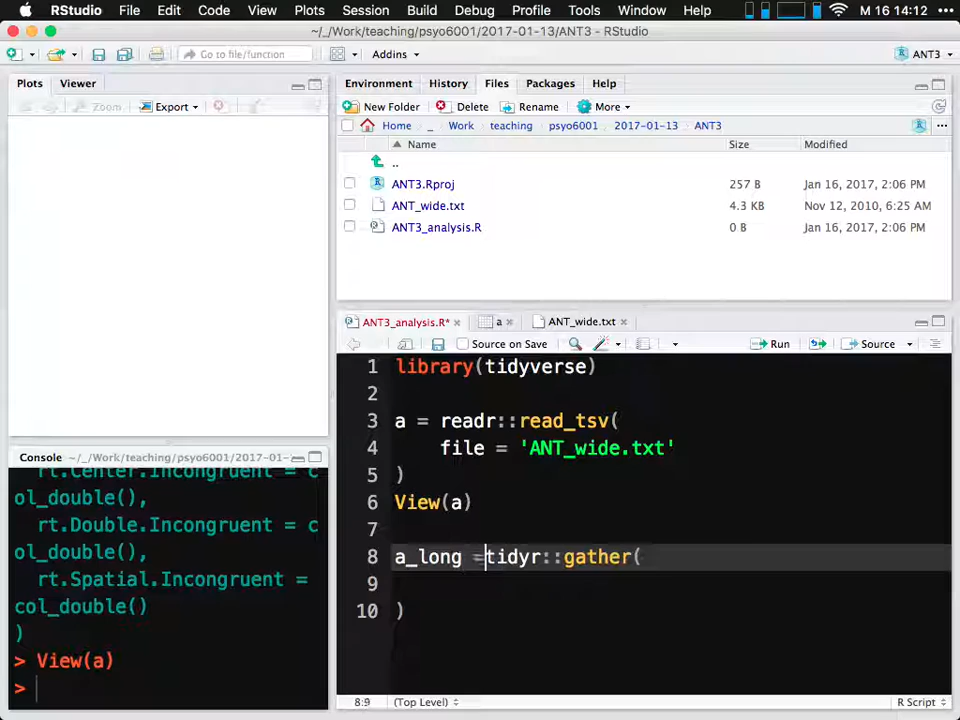 RStudio File Edit Code View Plots Session Build Debug Profile Tools Window Help M 16 14:12
~/_/Work/teaching/psyo6001/2017-01-13/ANT3 - RStudio
Go to file/function Addins ANT3
Plots Viewer
Zoom Export
Environment History Files Packages Help
New Folder Delete Rename More
Home _ Work teaching psyo6001 2017-01-13 ANT3 ...
Name Size Modified
..
ANT3.Rproj 257 B Jan 16, 2017, 2:06 PM
ANT_wide.txt 4.3 KB Nov 12, 2010, 6:25 AM
ANT3_analysis.R 0 B Jan 16, 2017, 2:06 PM
ANT3_analysis.R* a ANT_wide.txt
Source on Save Run Source
1 library(tidyverse)
2
3 a = readr::read_tsv(
4 file = 'ANT_wide.txt'
5 )
6 View(a)
7
8 a_long =tidyr::gather(
9
10 )
8:9 (Top Level) R Script
Console ~/_/Work/teaching/psyo6001/2017-01-
rt.Center.Incongruent = c
ol_double(),
rt.Double.Incongruent = c
ol_double(),
rt.Spatial.Incongruent =
col_double()
)
> View(a)
>